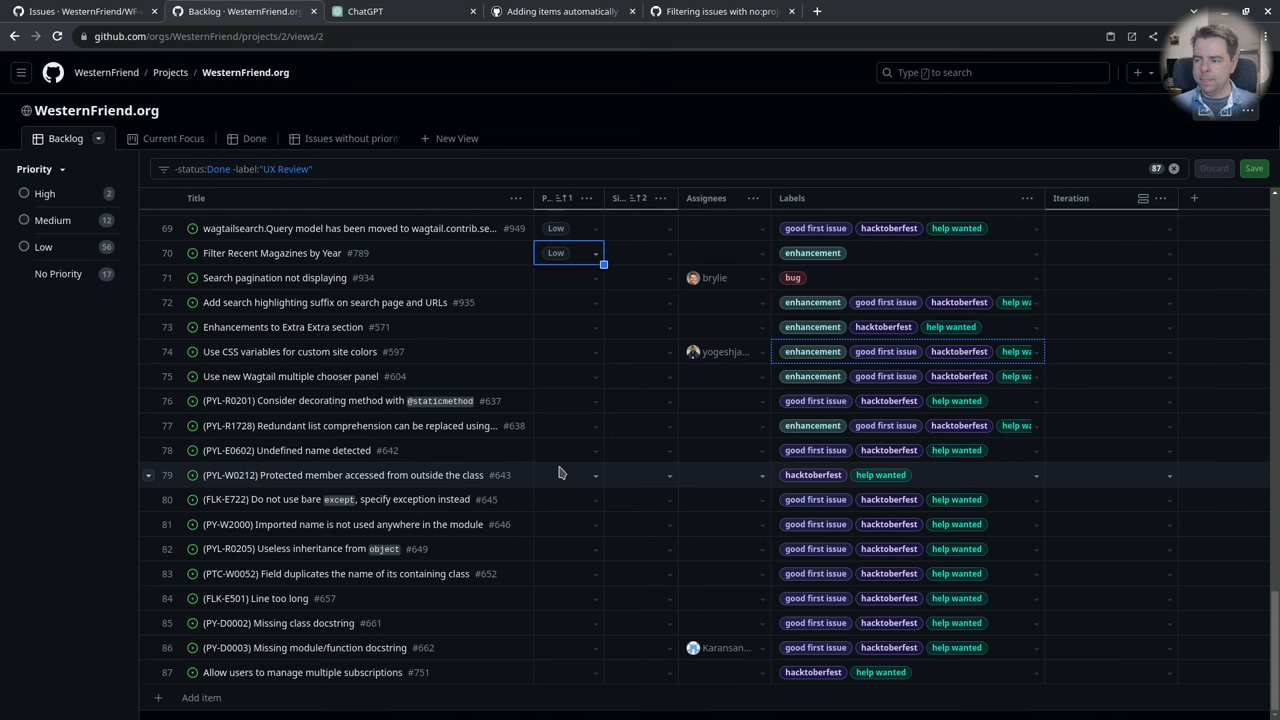 Issues · WesternFriend/WF-
Backlog · WesternFriend.org
ChatGPT
Adding items automatically
Filtering issues with no:proj
github.com/orgs/WesternFriend/projects/2/views/2
WesternFriend · Projects · WesternFriend.org
Type / to search
WesternFriend.org
Backlog
Current Focus
Done
Issues without priorit
New View
Priority
High 2
Medium 12
Low 56
No Priority 17
-status:Done -label:"UX Review"
87
Discard
Save
Title P... 1 Si... 2 Assignees Labels Iteration
69 wagtailsearch.Query model has been moved to wagtail.contrib.se... #949 Low good first issue hacktoberfest help wanted
70 Filter Recent Magazines by Year #789 Low enhancement
71 Search pagination not displaying #934 brylie bug
72 Add search highlighting suffix on search page and URLs #935 enhancement good first issue hacktoberfest help wa
73 Enhancements to Extra Extra section #571 enhancement hacktoberfest help wanted
74 Use CSS variables for custom site colors #597 yogeshja... enhancement good first issue hacktoberfest help wa
75 Use new Wagtail multiple chooser panel #604 enhancement good first issue hacktoberfest help wa
76 (PYL-R0201) Consider decorating method with @staticmethod #637 good first issue hacktoberfest help wanted
77 (PYL-R1728) Redundant list comprehension can be replaced using... #638 enhancement good first issue hacktoberfest help wa
78 (PYL-E0602) Undefined name detected #642 good first issue hacktoberfest help wanted
79 (PYL-W0212) Protected member accessed from outside the class #643 hacktoberfest help wanted
80 (FLK-E722) Do not use bare except, specify exception instead #645 good first issue hacktoberfest help wanted
81 (PY-W2000) Imported name is not used anywhere in the module #646 good first issue hacktoberfest help wanted
82 (PYL-R0205) Useless inheritance from object #649 good first issue hacktoberfest help wanted
83 (PTC-W0052) Field duplicates the name of its containing class #652 good first issue hacktoberfest help wanted
84 (FLK-E501) Line too long #657 good first issue hacktoberfest help wanted
85 (PY-D0002) Missing class docstring #661 good first issue hacktoberfest help wanted
86 (PY-D0003) Missing module/function docstring #662 Karansan... good first issue hacktoberfest help wanted
87 Allow users to manage multiple subscriptions #751 hacktoberfest help wanted
Add item